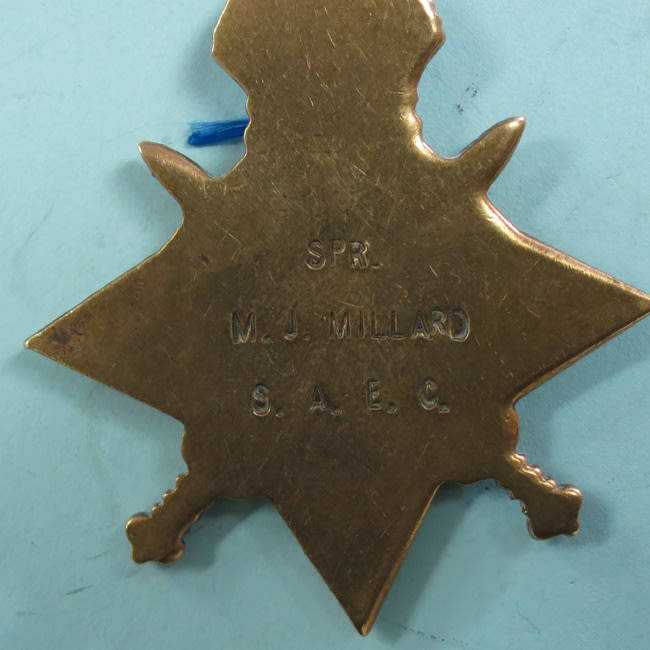 SPR.
M. J. MILLARD
S. A. E. C.